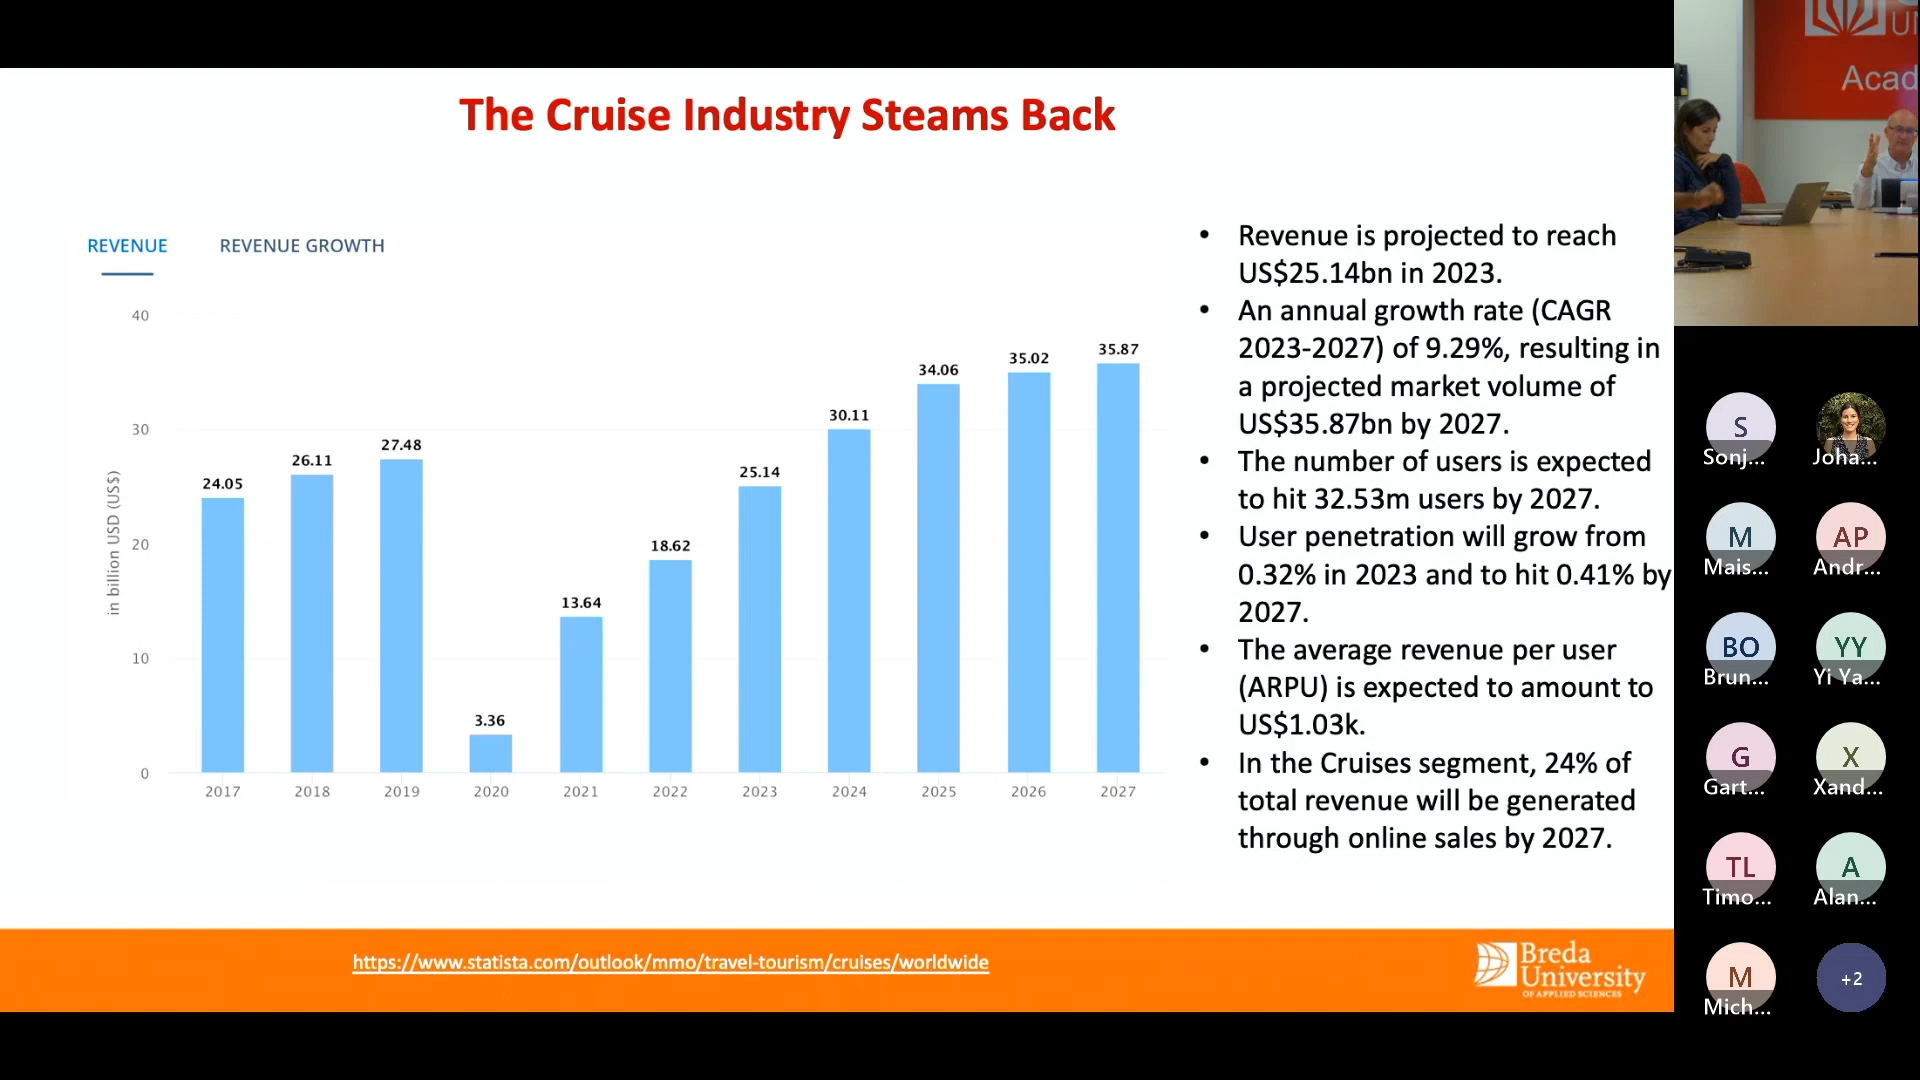 The Cruise Industry Steams Back
REVENUE
REVENUE GROWTH
in billion USD (US$)
40
30
20
10
0
24.05
26.11
27.48
3.36
13.64
18.62
25.14
30.11
34.06
35.02
35.87
2017
2018
2019
2020
2021
2022
2023
2024
2025
2026
2027
• Revenue is projected to reach
US$25.14bn in 2023.
• An annual growth rate (CAGR
2023-2027) of 9.29%, resulting in
a projected market volume of
US$35.87bn by 2027.
• The number of users is expected
to hit 32.53m users by 2027.
• User penetration will grow from
0.32% in 2023 and to hit 0.41% by
2027.
• The average revenue per user
(ARPU) is expected to amount to
US$1.03k.
• In the Cruises segment, 24% of
total revenue will be generated
through online sales by 2027.
https://www.statista.com/outlook/mmo/travel-tourism/cruises/worldwide
Breda
University
OF APPLIED SCIENCES
UN
Acad
S
Sonj...
Joha...
M
Mais...
AP
Andr...
BO
Brun...
YY
Yi Ya...
G
Gart...
X
Xand...
TL
Timo...
A
Alan...
M
Mich...
+2